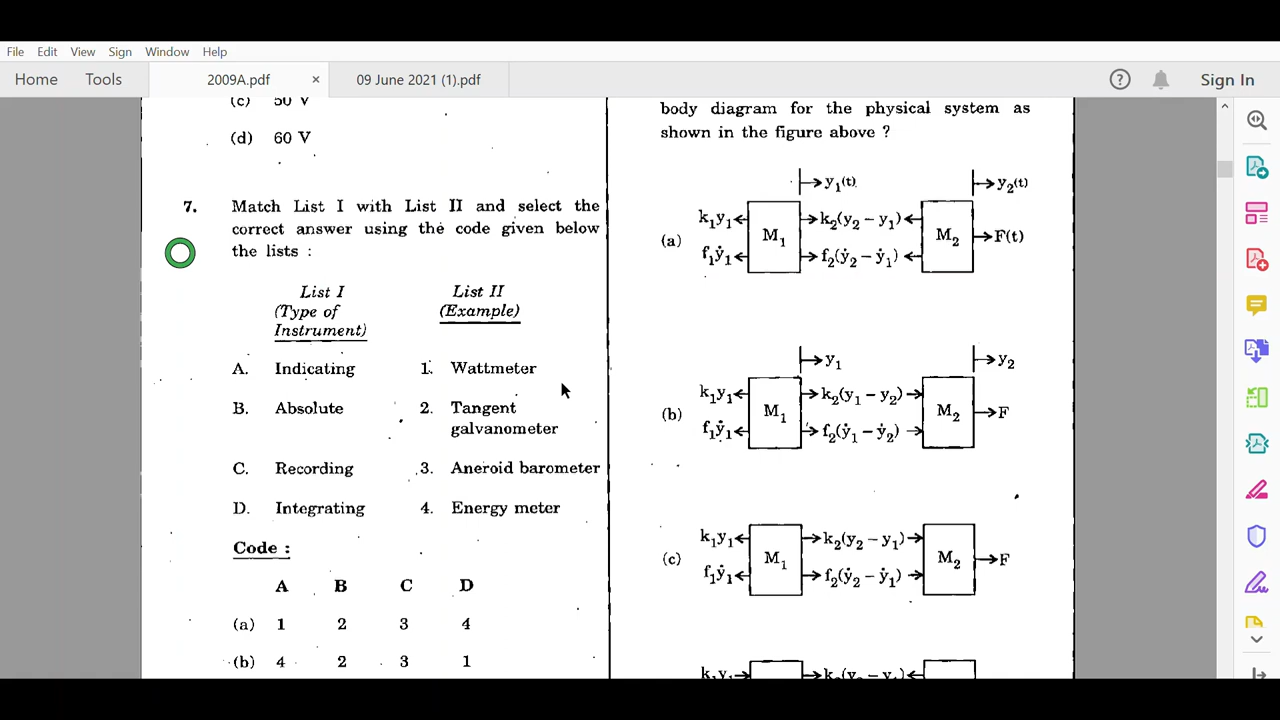 File Edit View Sign Window Help
Home Tools 2009A.pdf × 09 June 2021 (1).pdf ? Sign In
(c) 50 V
(d) 60 V
7. Match List I with List II and select the
correct answer using the code given below
the lists :
List I List II
(Type of (Example)
Instrument)
A. Indicating 1. Wattmeter
B. Absolute 2. Tangent
galvanometer
C. Recording 3. Aneroid barometer
D. Integrating 4. Energy meter
Code :
A B C D
(a) 1 2 3 4
(b) 4 2 3 1
body diagram for the physical system as
shown in the figure above ?
y₁(t) y₂(t)
(a) k₁y₁ M₁ k₂(y₂ – y₁) M₂ F(t)
f₁ẏ₁ f₂(ẏ₂ – ẏ₁)
y₁ y₂
(b) k₁y₁ M₁ k₂(y₁ – y₂) M₂ F
f₁ẏ₁ f₂(ẏ₁ – ẏ₂)
(c) k₁y₁ M₁ k₂(y₂ – y₁) M₂ F
f₁ẏ₁ f₂(ẏ₂ – ẏ₁)